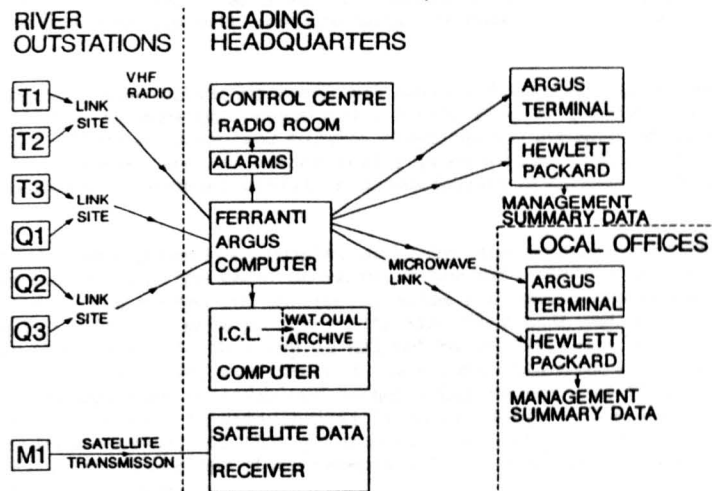 RIVER
OUTSTATIONS
T1
T2
T3
Q1
Q2
Q3
M1
LINK
SITE
LINK
SITE
LINK
SITE
VHF
RADIO
SATELLITE
TRANSMISSON
READING
HEADQUARTERS
CONTROL CENTRE
RADIO ROOM
ALARMS
FERRANTI
ARGUS
COMPUTER
I.C.L.
WAT.QUAL.
ARCHIVE
COMPUTER
SATELLITE DATA
RECEIVER
ARGUS
TERMINAL
HEWLETT
PACKARD
MANAGEMENT
SUMMARY DATA
MICROWAVE
LINK
LOCAL OFFICES
ARGUS
TERMINAL
HEWLETT
PACKARD
MANAGEMENT
SUMMARY DATA